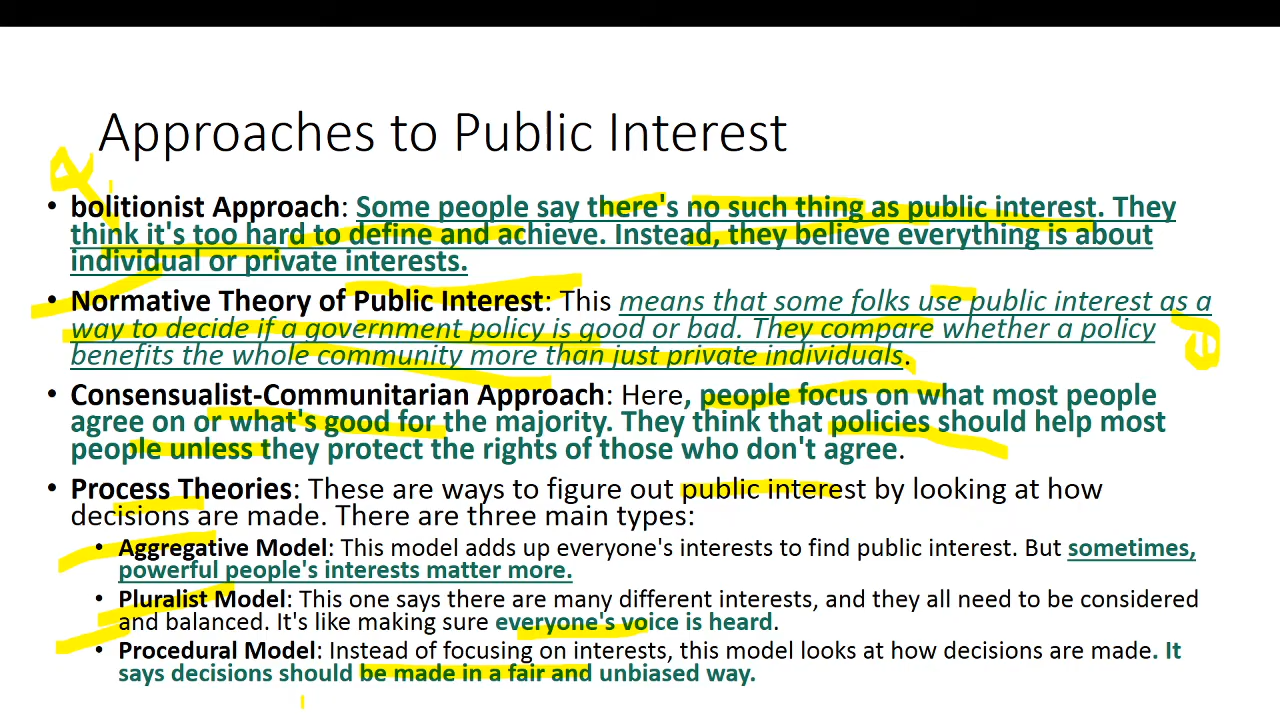 Approaches to Public Interest
• bolitionist Approach: Some people say there's no such thing as public interest. They
think it's too hard to define and achieve. Instead, they believe everything is about
individual or private interests.
• Normative Theory of Public Interest: This means that some folks use public interest as a
way to decide if a government policy is good or bad. They compare whether a policy
benefits the whole community more than just private individuals.
• Consensualist-Communitarian Approach: Here, people focus on what most people
agree on or what's good for the majority. They think that policies should help most
people unless they protect the rights of those who don't agree.
• Process Theories: These are ways to figure out public interest by looking at how
decisions are made. There are three main types:
• Aggregative Model: This model adds up everyone's interests to find public interest. But sometimes,
powerful people's interests matter more.
• Pluralist Model: This one says there are many different interests, and they all need to be considered
and balanced. It's like making sure everyone's voice is heard.
• Procedural Model: Instead of focusing on interests, this model looks at how decisions are made. It
says decisions should be made in a fair and unbiased way.